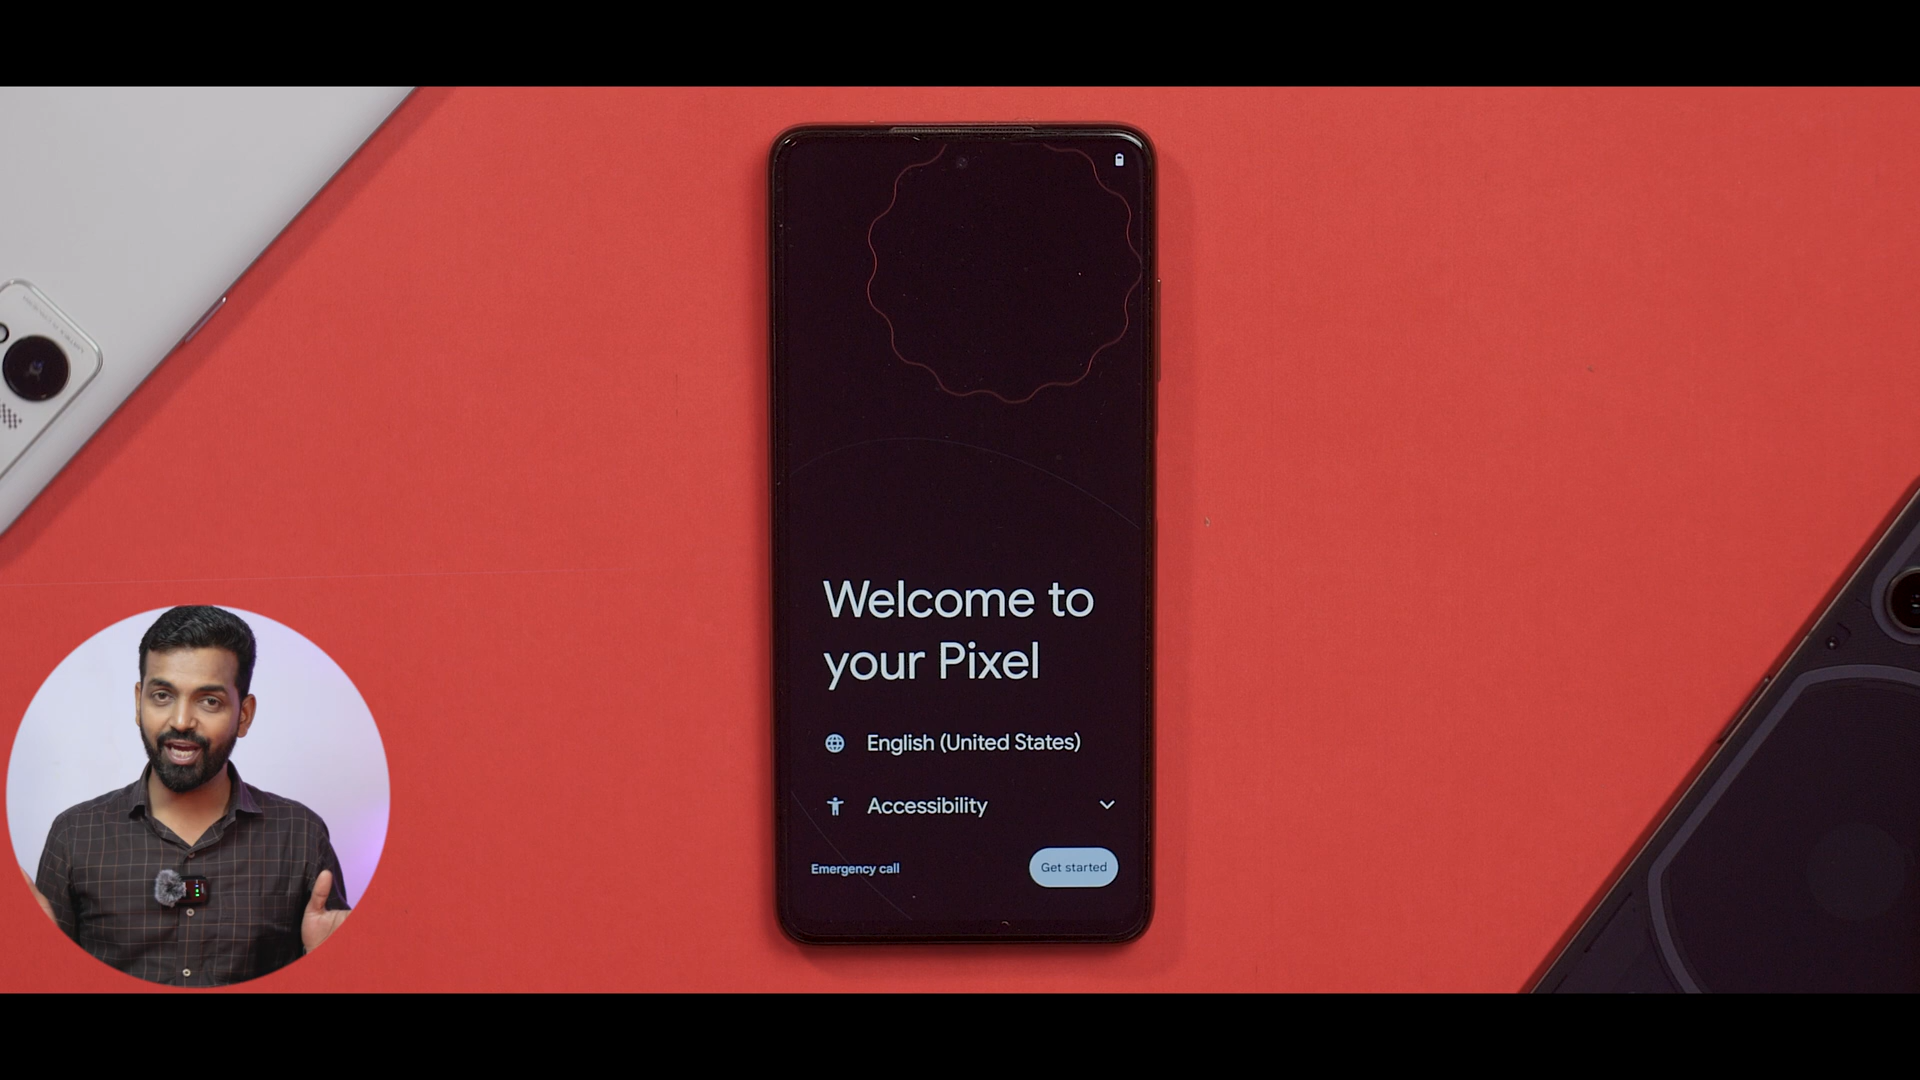 Welcome to
your Pixel
English (United States)
Accessibility
Emergency call
Get started